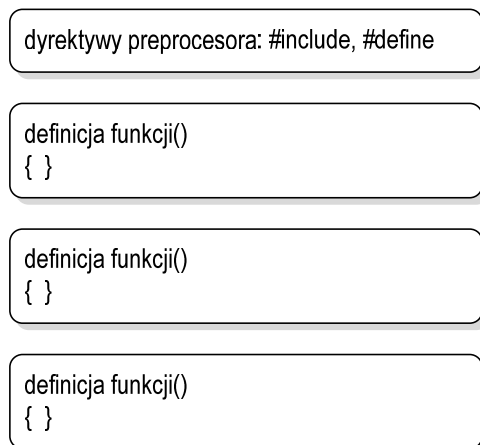 dyrektywy preprocesora: #include, #define
definicja funkcji()
{ }
definicja funkcji()
{ }
definicja funkcji()
{ }